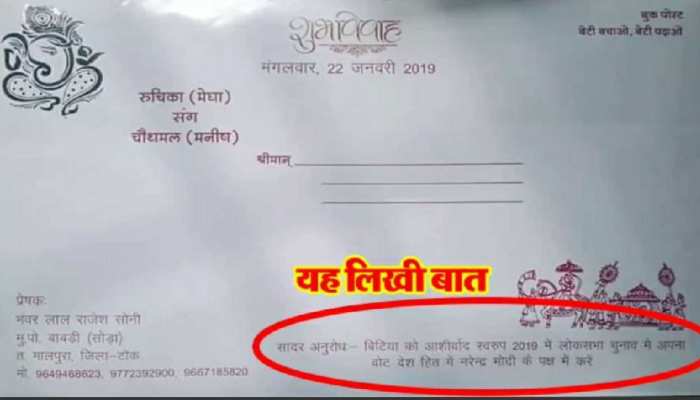 शुभविवाह
बुक पोस्ट
बेटी बचाओ, बेटी पढ़ाओ
मंगलवार, 22 जनवरी 2019
रुचिका (मेघा)
संग
चौथमल (मनीष)
श्रीमान्
यह लिखी बात
प्रेषक:
भंवर लाल राजेश सोनी
मु.पो. बावडी (सोड़ा)
त. मालपुरा, जिला-टोंक
मो. 9649468623, 9772392900, 9667185820
सादर अनुरोध:- बिटिया को आशीर्वाद स्वरुप 2019 में लोकसभा चुनाव में अपना
वोट देश हित में नरेन्द्र मोदी के पक्ष में करें